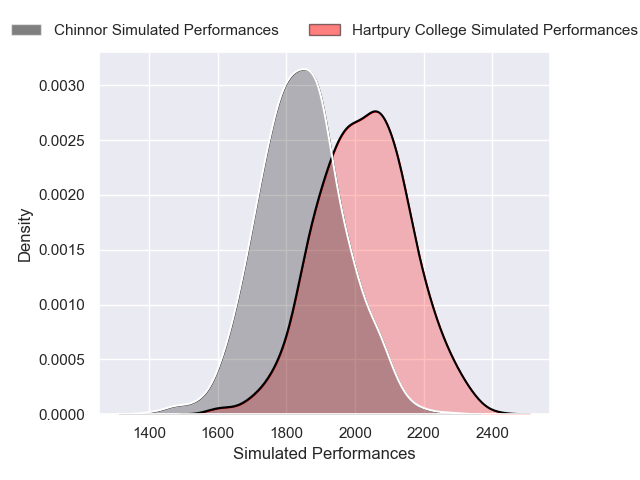 Chinnor Simulated Performances
Hartpury College Simulated Performances
0.0030
0.0025
0.0020
0.0015
0.0010
0.0005
0.0000
Density
1400 1600 1800 2000 2200 2400
Simulated Performances